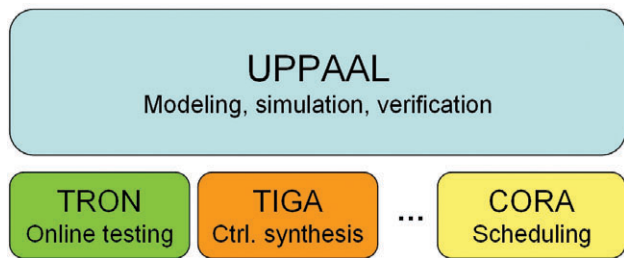 UPPAAL
Modeling, simulation, verification
TRON
Online testing
TIGA
Ctrl. synthesis
...
CORA
Scheduling